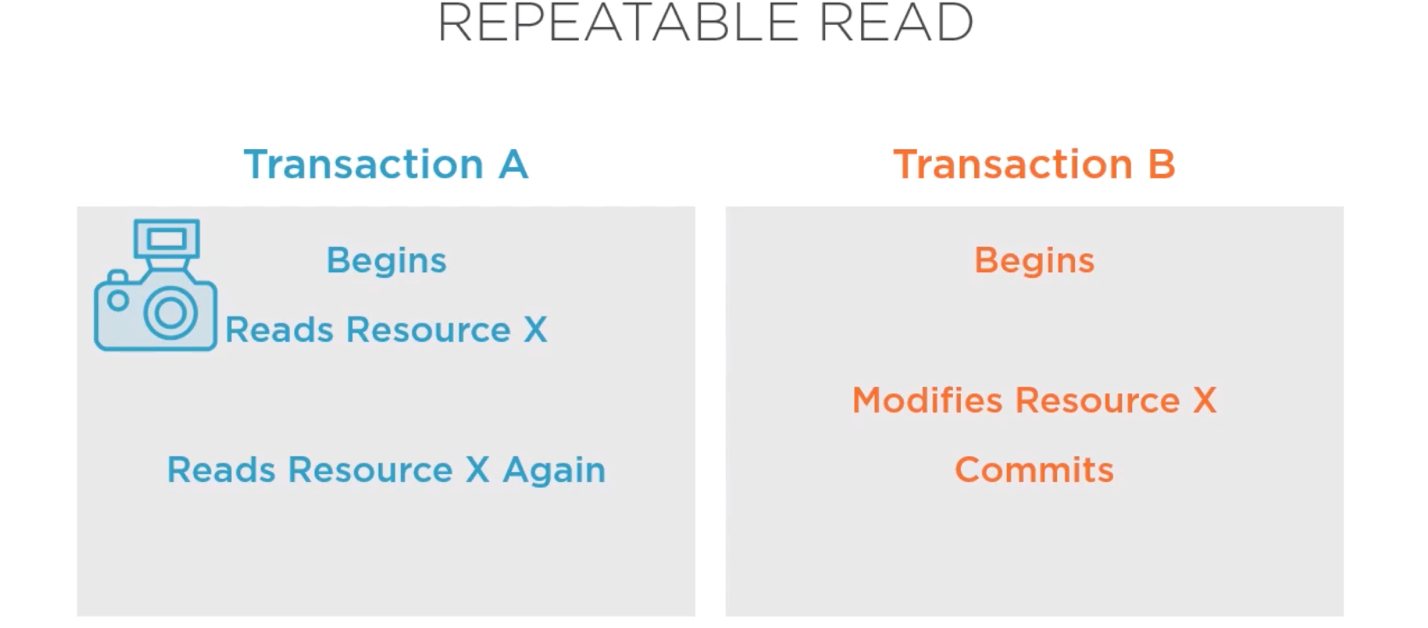 REPEATABLE READ
Transaction A
Begins
Reads Resource X
Reads Resource X Again
Transaction B
Begins
Modifies Resource X
Commits